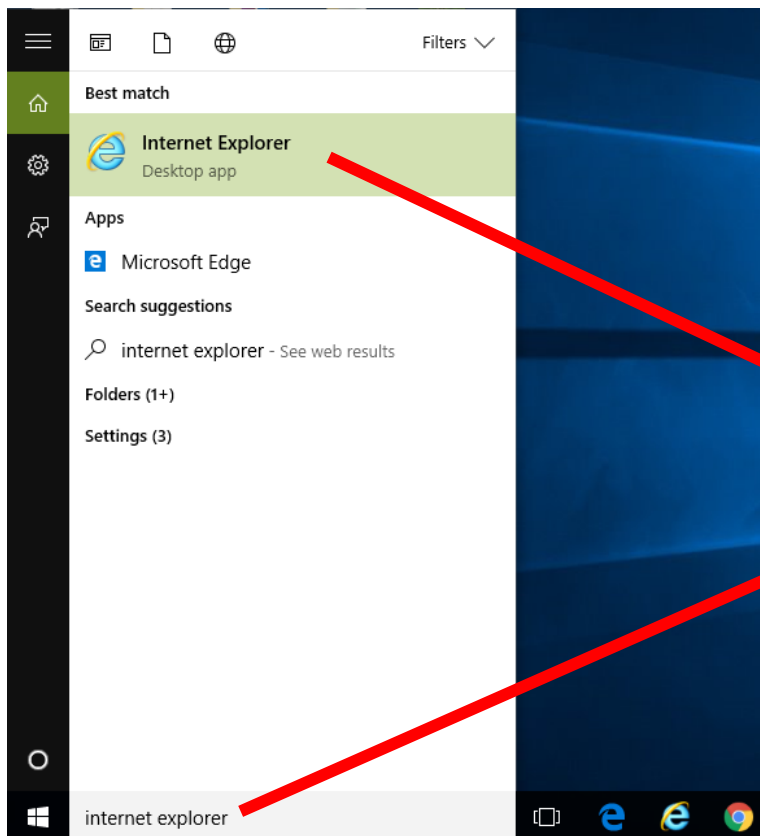 Filters
Best match
Internet Explorer
Desktop app
Apps
Microsoft Edge
Search suggestions
internet explorer - See web results
Folders (1+)
Settings (3)
internet explorer